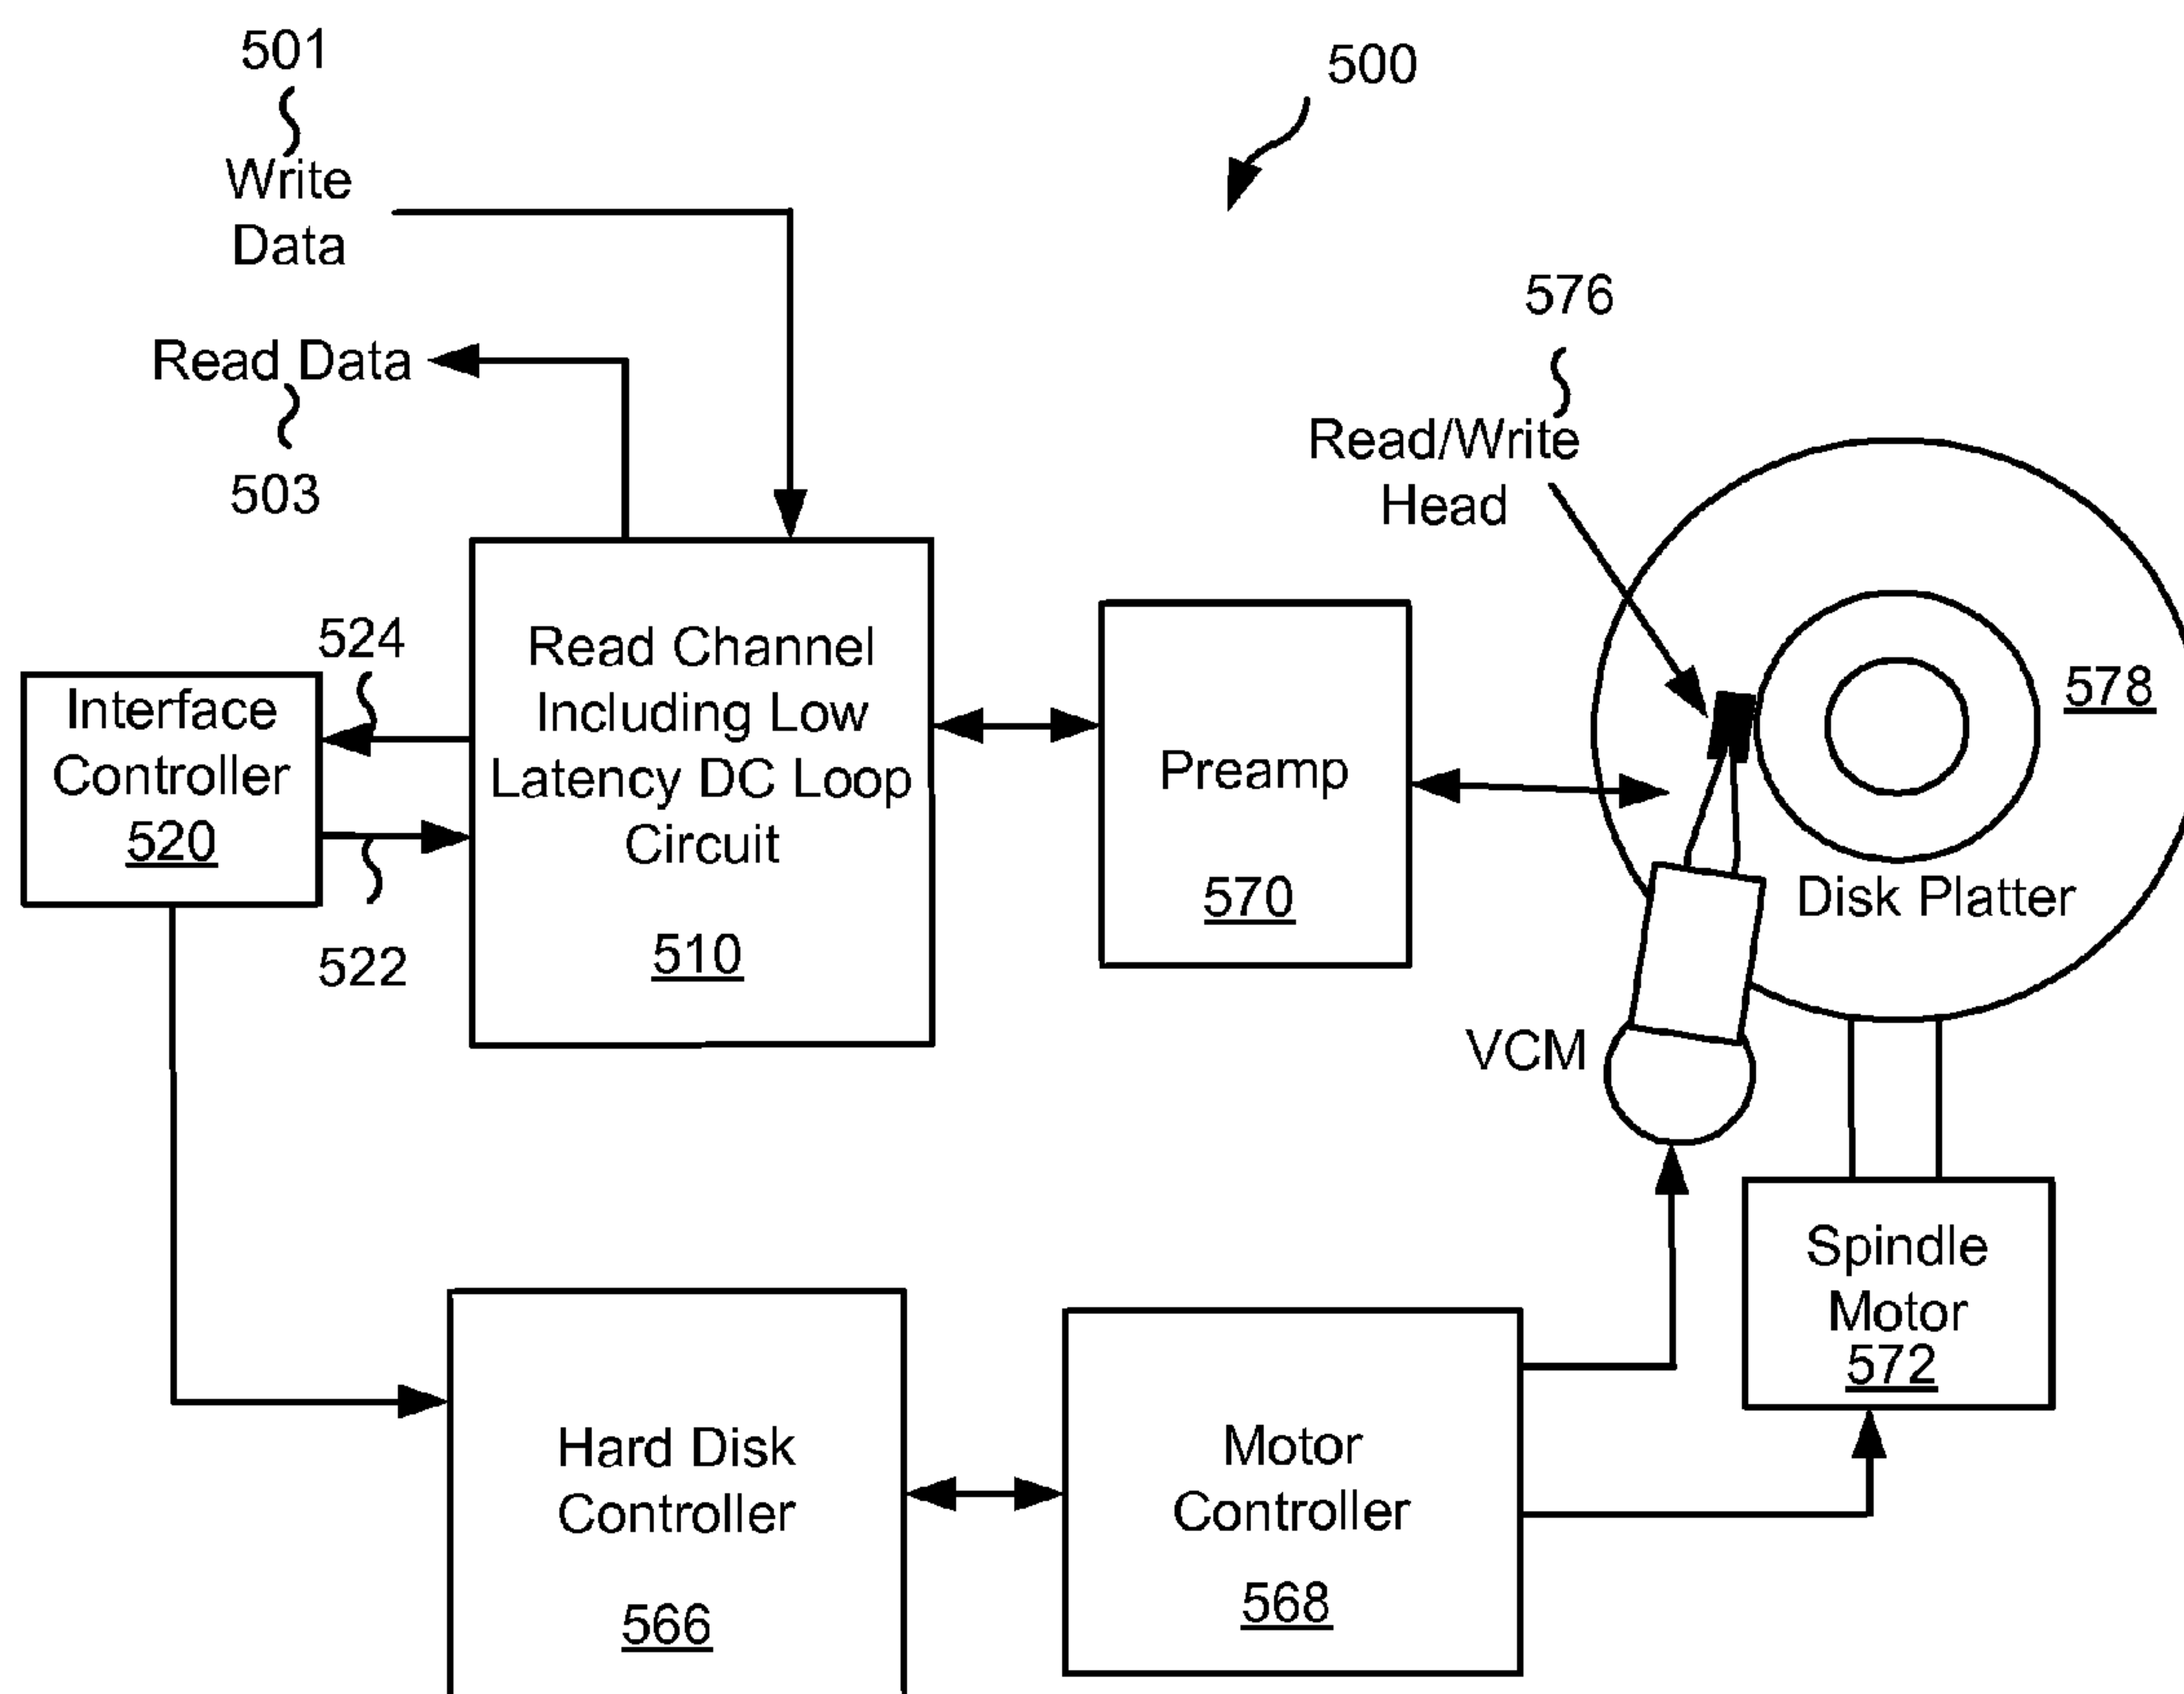 501
Write
Data
500
Read Data
503
576
Read/Write
Head
524
522
Interface
Controller
520
Read Channel
Including Low
Latency DC Loop
Circuit
510
Preamp
570
578
Disk Platter
VCM
Spindle
Motor
572
Hard Disk
Controller
566
Motor
Controller
568